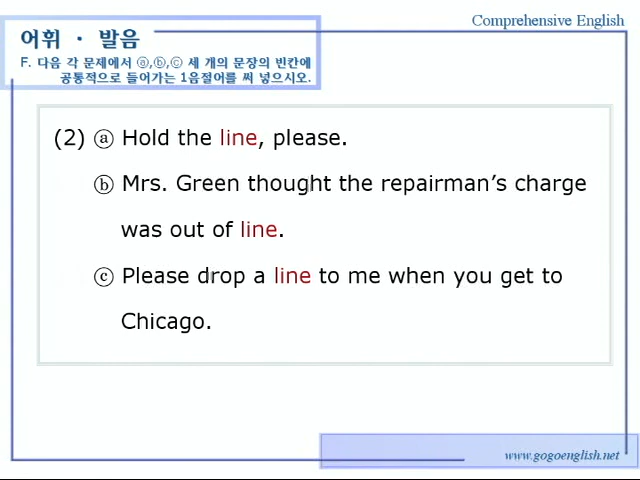 Comprehensive English
어휘 · 발음
F. 다음 각 문제에서 ⓐ,ⓑ,ⓒ 세 개의 문장의 빈칸에
공통적으로 들어가는 1음절어를 써 넣으시오.
(2) ⓐ Hold the line, please.
ⓑ Mrs. Green thought the repairman's charge
was out of line.
ⓒ Please drop a line to me when you get to
Chicago.
www.gogoenglish.net